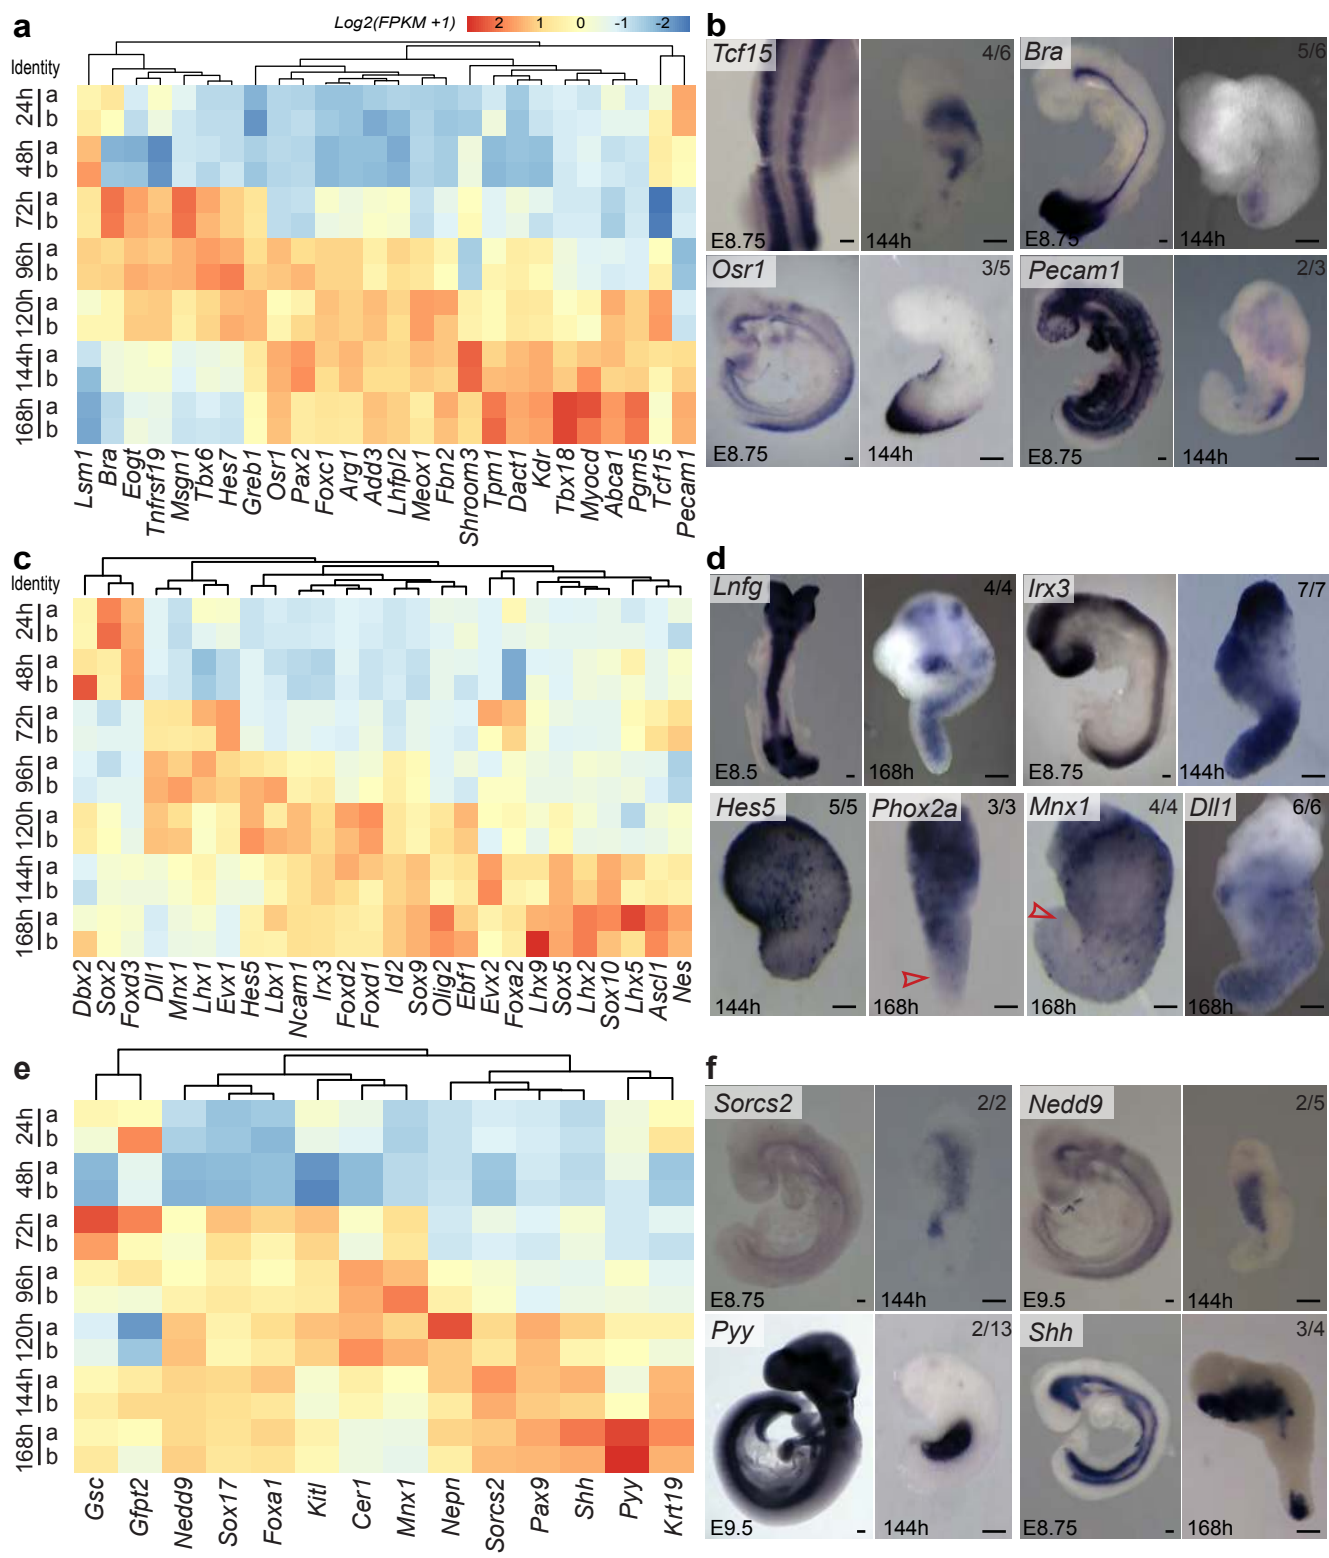 a
Log2(FPKM +1)
2 1 0 -1 -2
Identity
24h a
b
48h a
b
72h a
b
96h a
b
120h a
b
144h a
b
168h a
b
Lsm1 Bra Eogt Tnfrsf19 Msgn1 Tbx6 Hes7 Greb1 Osr1 Pax2 Foxc1 Arg1 Add3 Lhfpl2 Meox1 Fbn2 Shroom3 Tpm1 Dact1 Kdr Tbx18 Myocd Abca1 Pgm5 Tcf15 Pecam1
b
Tcf15 4/6 Bra 5/6
E8.75 144h E8.75 144h
Osr1 3/5 Pecam1 2/3
E8.75 144h E8.75 144h
c
Identity
24h a
b
48h a
b
72h a
b
96h a
b
120h a
b
144h a
b
168h a
b
Dbx2 Sox2 Foxd3 Dll1 Mnx1 Lhx1 Evx1 Hes5 Lbx1 Ncam1 Irx3 Foxd2 Foxd1 Id2 Sox9 Olig2 Ebf1 Evx2 Foxa2 Lhx9 Sox5 Lhx2 Sox10 Lhx5 Ascl1 Nes
d
Lnfg 4/4 Irx3 7/7
E8.5 168h E8.75 144h
Hes5 5/5 Phox2a 3/3 Mnx1 4/4 Dll1 6/6
144h 168h 168h 168h
e
24h a
b
48h a
b
72h a
b
96h a
b
120h a
b
144h a
b
168h a
b
Gsc Gfpt2 Nedd9 Sox17 Foxa1 Kitl Cer1 Mnx1 Nepn Sorcs2 Pax9 Shh Pyy Krt19
f
Sorcs2 2/2 Nedd9 2/5
E8.75 144h E9.5 144h
Pyy 2/13 Shh 3/4
E9.5 144h E8.75 168h